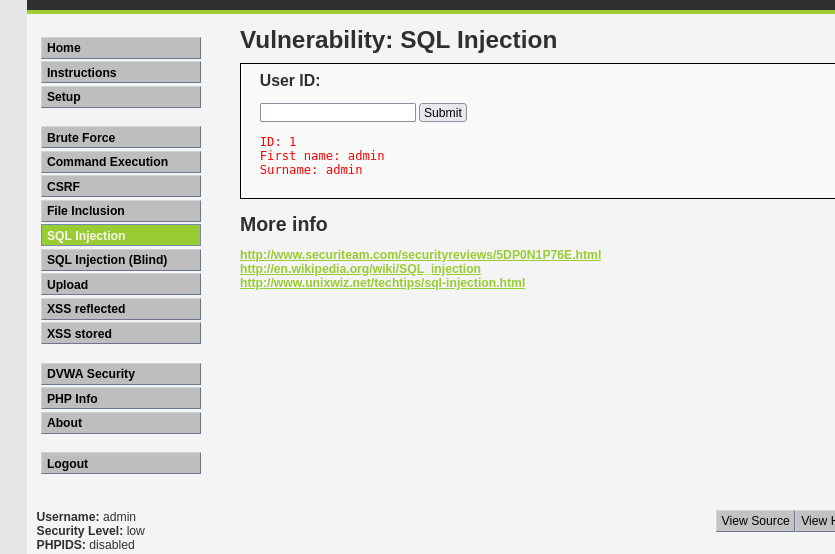 Home
Instructions
Setup
Brute Force
Command Execution
CSRF
File Inclusion
SQL Injection
SQL Injection (Blind)
Upload
XSS reflected
XSS stored
DVWA Security
PHP Info
About
Logout
Username: admin
Security Level: low
PHPIDS: disabled
Vulnerability: SQL Injection
User ID:
Submit
ID: 1
First name: admin
Surname: admin
More info
http://www.securiteam.com/securityreviews/5DP0N1P76E.html
http://en.wikipedia.org/wiki/SQL_injection
http://www.unixwiz.net/techtips/sql-injection.html
View Source
View